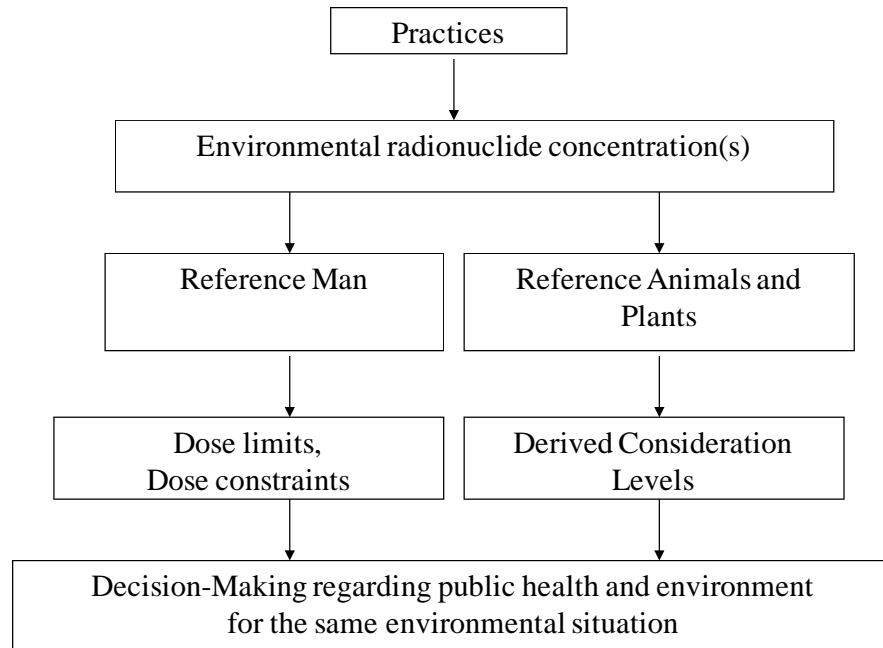 Practices
Environmental radionuclide concentration(s)
Reference Man
Reference Animals and
Plants
Dose limits,
Dose constraints
Derived Consideration
Levels
Decision-Making regarding public health and environment
for the same environmental situation